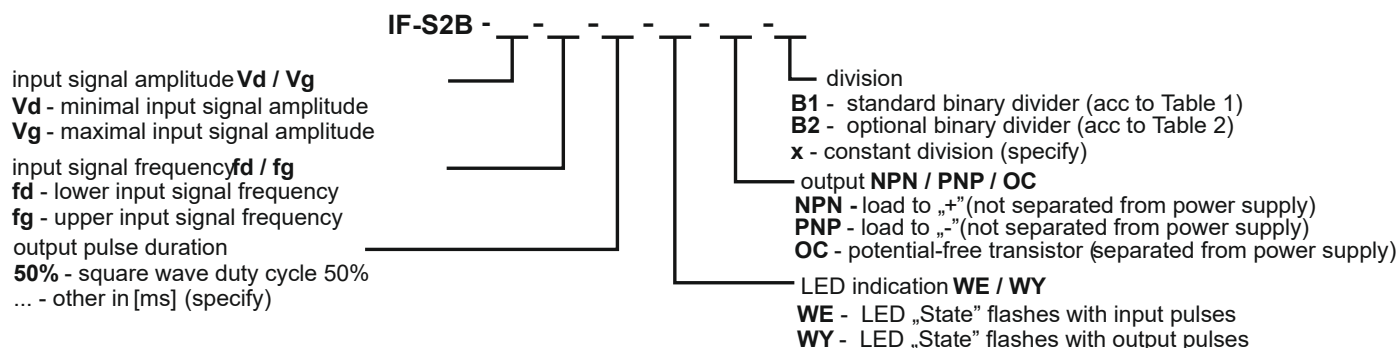 IF-S2B - - - - - -
input signal amplitude Vd / Vg
Vd - minimal input signal amplitude
Vg - maximal input signal amplitude
input signal frequency fd / fg
fd - lower input signal frequency
fg - upper input signal frequency
output pulse duration
50% - square wave duty cycle 50%
... - other in [ms] (specify)
division
B1 - standard binary divider (acc to Table 1)
B2 - optional binary divider (acc to Table 2)
x - constant division (specify)
output NPN / PNP / OC
NPN - load to „+” (not separated from power supply)
PNP - load to „-” (not separated from power supply)
OC - potential-free transistor (separated from power supply)
LED indication WE / WY
WE - LED „State” flashes with input pulses
WY - LED „State” flashes with output pulses